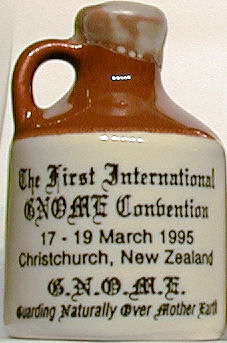 The First International
GNOME Convention
17 - 19 March 1995
Christchurch, New Zealand
G.N.O.M.E.
Guarding Naturally Over Mother Earth